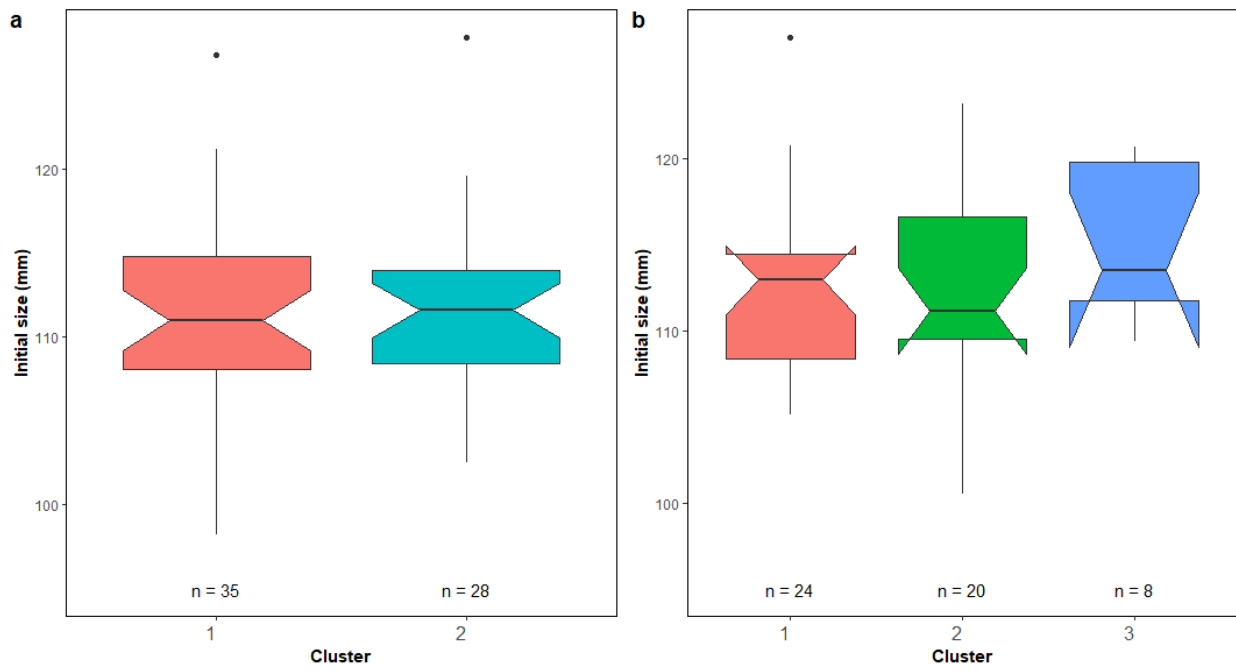 a
Initial size (mm)
120
110
100
n = 35
n = 28
1
2
Cluster
b
Initial size (mm)
120
110
100
n = 24
n = 20
n = 8
1
2
3
Cluster